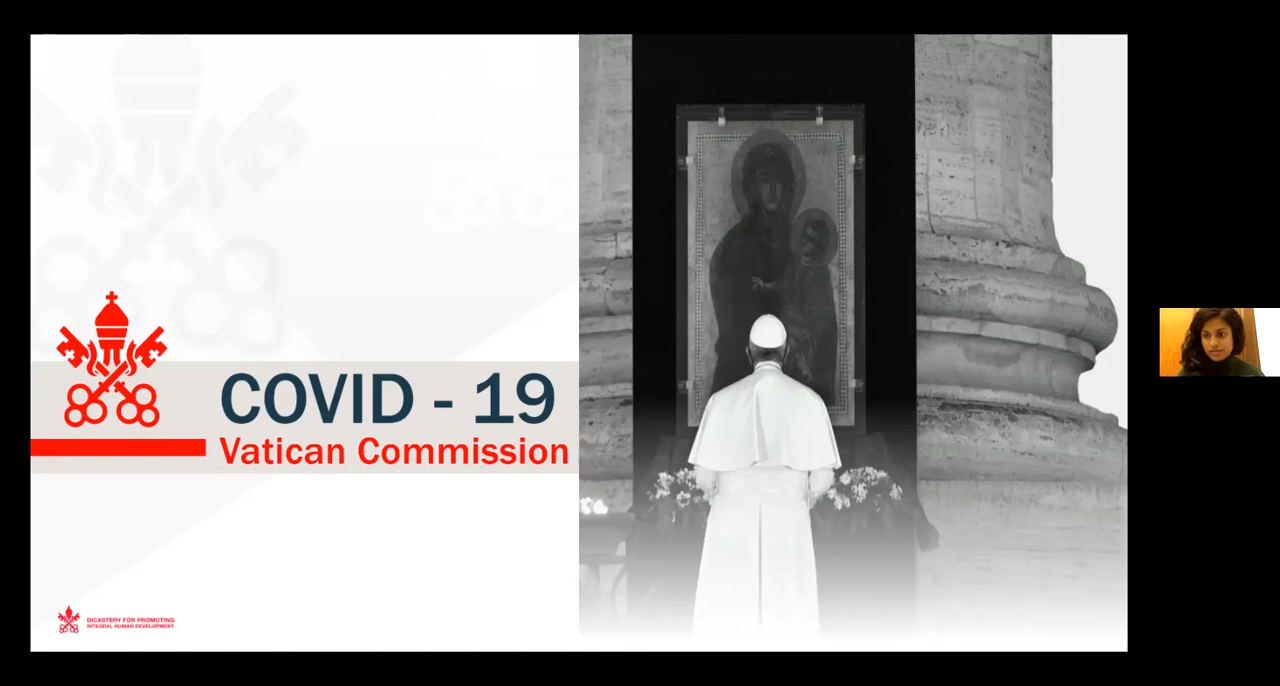 COVID - 19
Vatican Commission
DICASTERY FOR PROMOTING
INTEGRAL HUMAN DEVELOPMENT